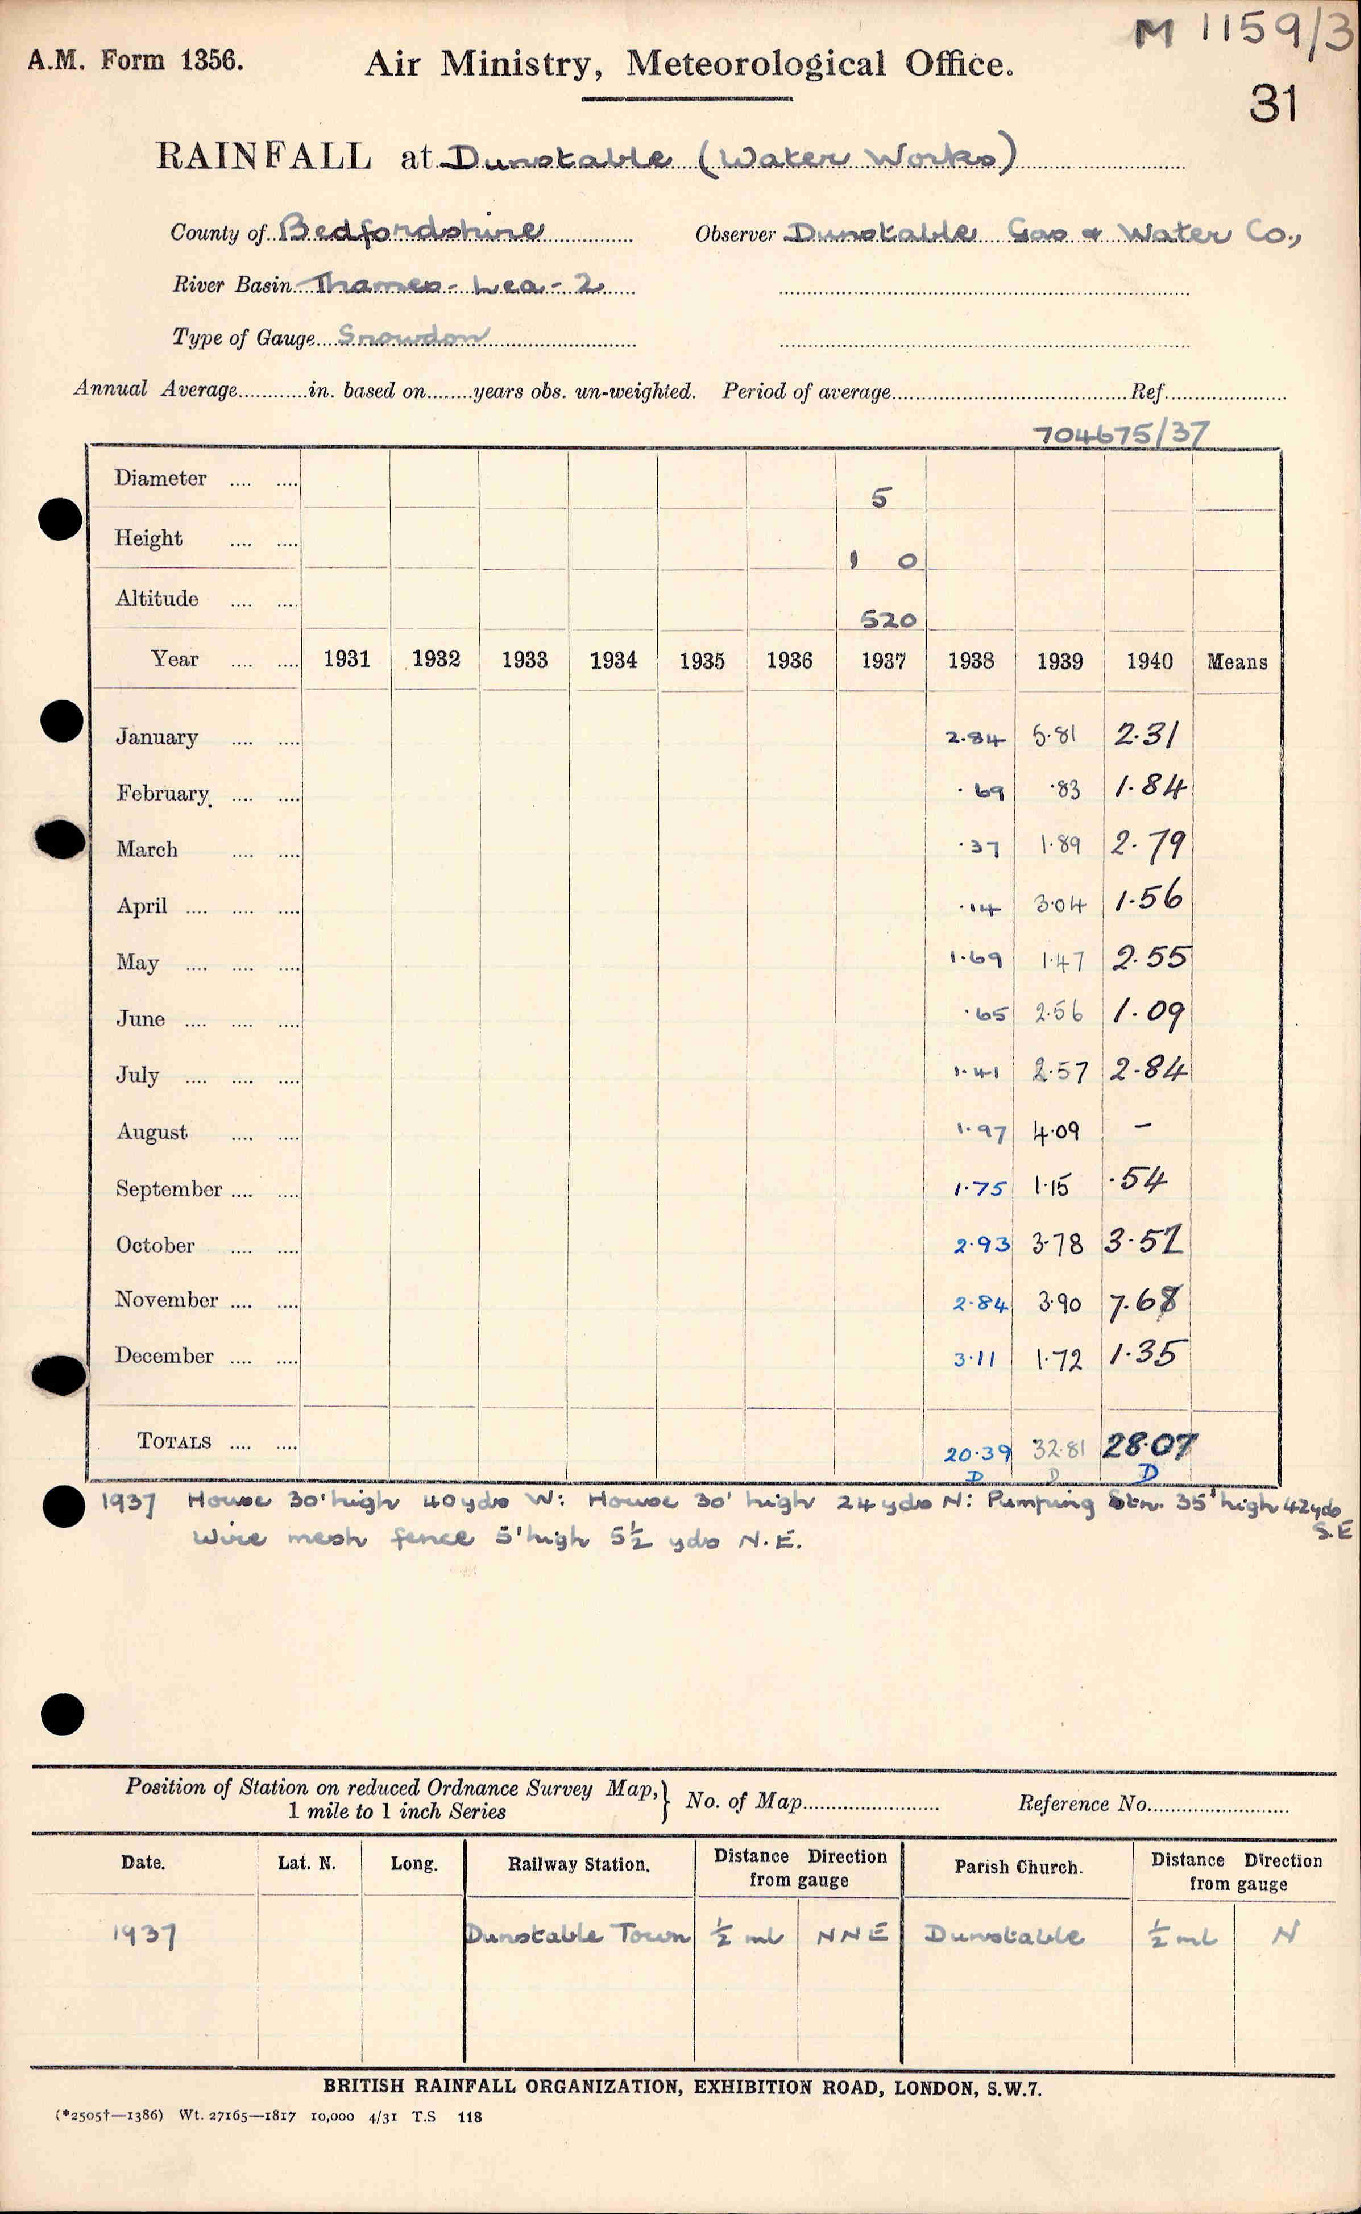 M 1159/3
A.M. Form 1356. Air Ministry, Meteorological Office.
31
RAINFALL at Dunstable (Water Works)
County of Bedfordshire Observer Dunstable Gas & Water Co.,
River Basin Thames - Lea - 2
Type of Gauge Snowdon
Annual Average............in. based on........years obs. un-weighted. Period of average............Ref............
704675/37
Diameter .... .... 5
Height .... .... 1 0
Altitude .... .... 520
Year .... .... 1931 1932 1933 1934 1935 1936 1937 1938 1939 1940 Means
January .... .... 2.84 5.81 2.31
February .... .... .69 .83 1.84
March .... .... .37 1.89 2.79
April .... .... .... .14 3.04 1.56
May .... .... .... 1.69 1.47 2.55
June .... .... .... .65 2.56 1.09
July .... .... .... 1.41 2.57 2.84
August .... .... 1.97 4.09 -
September .... .... 1.75 1.15 .54
October .... .... 2.93 3.78 3.52
November .... .... 2.84 3.90 7.68
December .... .... 3.11 1.72 1.35
TOTALS .... .... 20.39 32.81 28.07
D D D
1937 House 30' high 40 yds W: House 30' high 24 yds N: Pumping Stn. 35' high 42 yds
S.E
Wire mesh fence 5' high 5½ yds N.E.
Position of Station on reduced Ordnance Survey Map, } No. of Map............ Reference No............
1 mile to 1 inch Series
Date. Lat. N. Long. Railway Station. Distance Direction from gauge Parish Church. Distance Direction from gauge
1937 Dunstable Town ½ ml NNE Dunstable ½ ml N
BRITISH RAINFALL ORGANIZATION, EXHIBITION ROAD, LONDON, S.W.7.
(*2505†—1386) Wt. 27165—1817 10,000 4/31 T.S 118